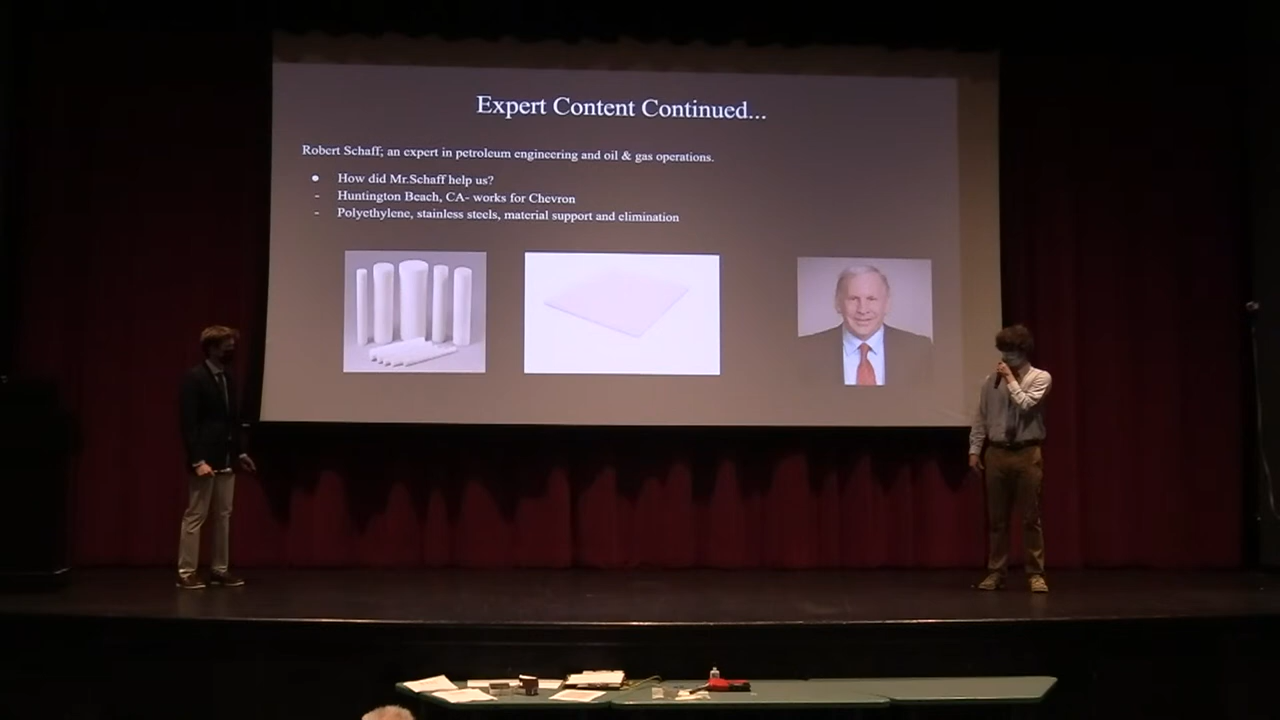 Expert Content Continued...
Robert Schaff; an expert in petroleum engineering and oil & gas operations.
● How did Mr.Schaff help us?
- Huntington Beach, CA- works for Chevron
- Polyethylene, stainless steels, material support and elimination